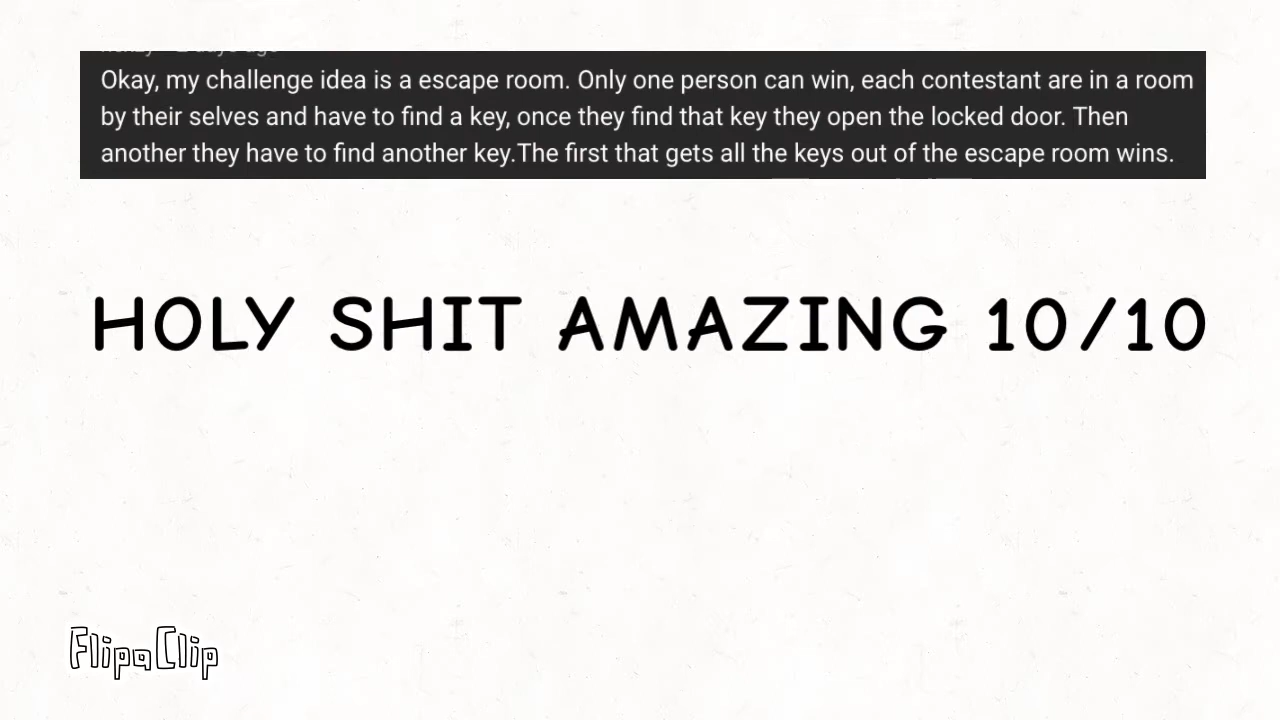 Okay, my challenge idea is a escape room. Only one person can win, each contestant are in a room
by their selves and have to find a key, once they find that key they open the locked door. Then
another they have to find another key.The first that gets all the keys out of the escape room wins.
HOLY SHIT AMAZING 10/10
FlipaClip